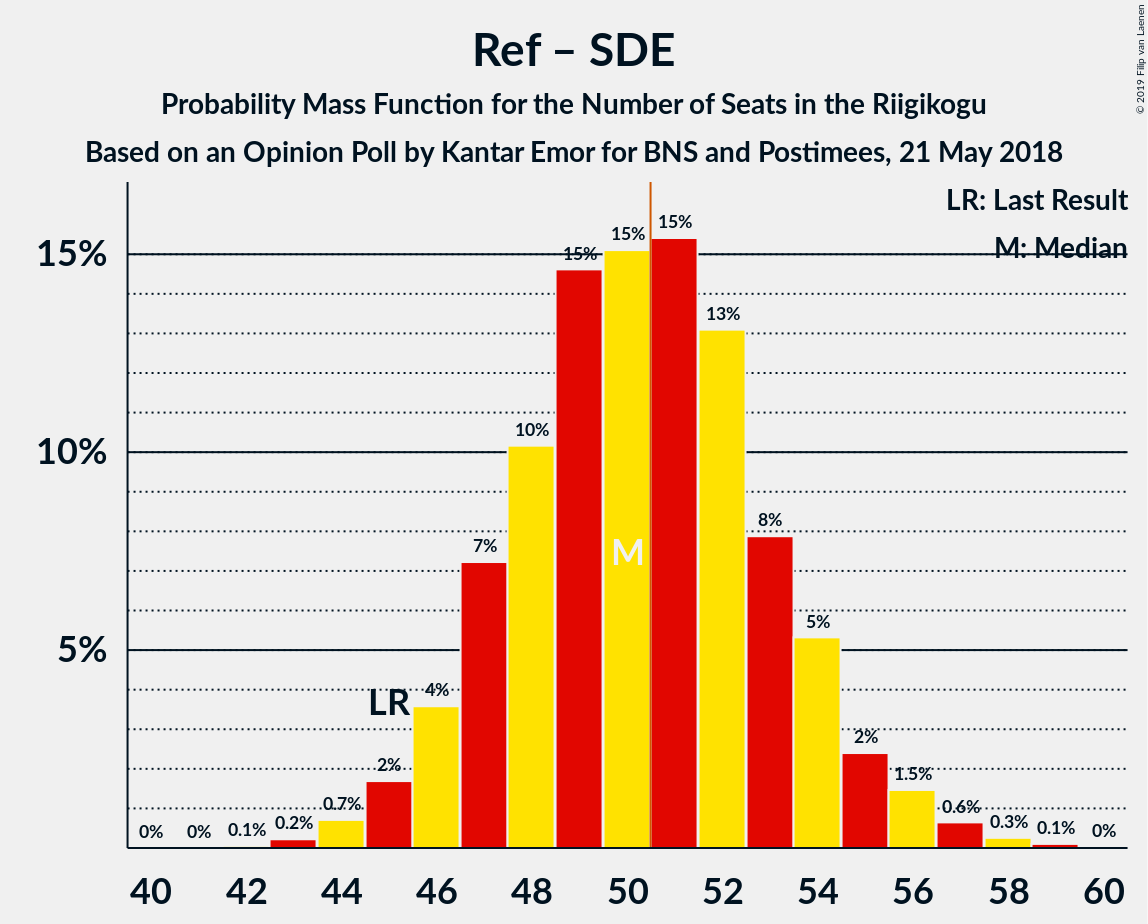 Ref – SDE
Probability Mass Function for the Number of Seats in the Riigikogu
Based on an Opinion Poll by Kantar Emor for BNS and Postimees, 21 May 2018
© 2019 Filip van Laenen
LR: Last Result
M: Median
15%
10%
5%
0% 0% 0.1% 0.2% 0.7% 2% 4% 7% 10% 15% 15% 15% 13% 8% 5% 2% 1.5% 0.6% 0.3% 0.1% 0%
LR
M
40 42 44 46 48 50 52 54 56 58 60